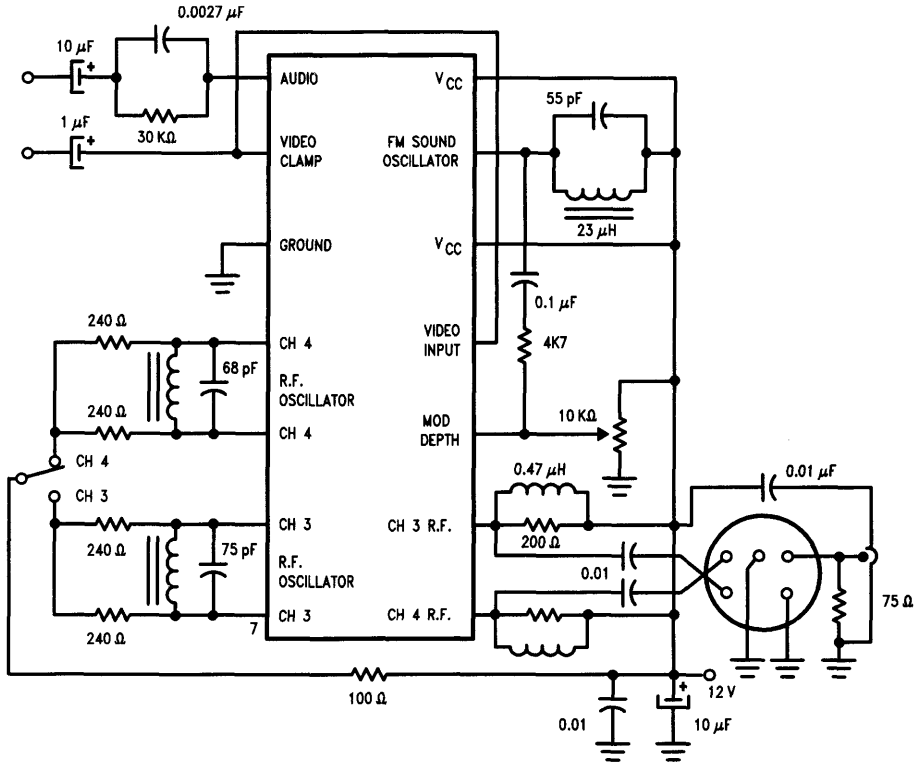 0.0027 μF
10 μF
30 KΩ
1 μF
AUDIO
VIDEO
CLAMP
GROUND
CH 4
R.F.
OSCILLATOR
CH 4
CH 3
R.F.
OSCILLATOR
CH 3
7
V CC
FM SOUND
OSCILLATOR
V CC
VIDEO
INPUT
MOD
DEPTH
CH 3 R.F.
CH 4 R.F.
55 pF
23 μH
0.1 μF
4K7
10 KΩ
240 Ω
68 pF
240 Ω
CH 4
CH 3
240 Ω
75 pF
240 Ω
0.47 μH
200 Ω
0.01
0.01 μF
75 Ω
100 Ω
0.01
+
12 V
10 μF
+
+